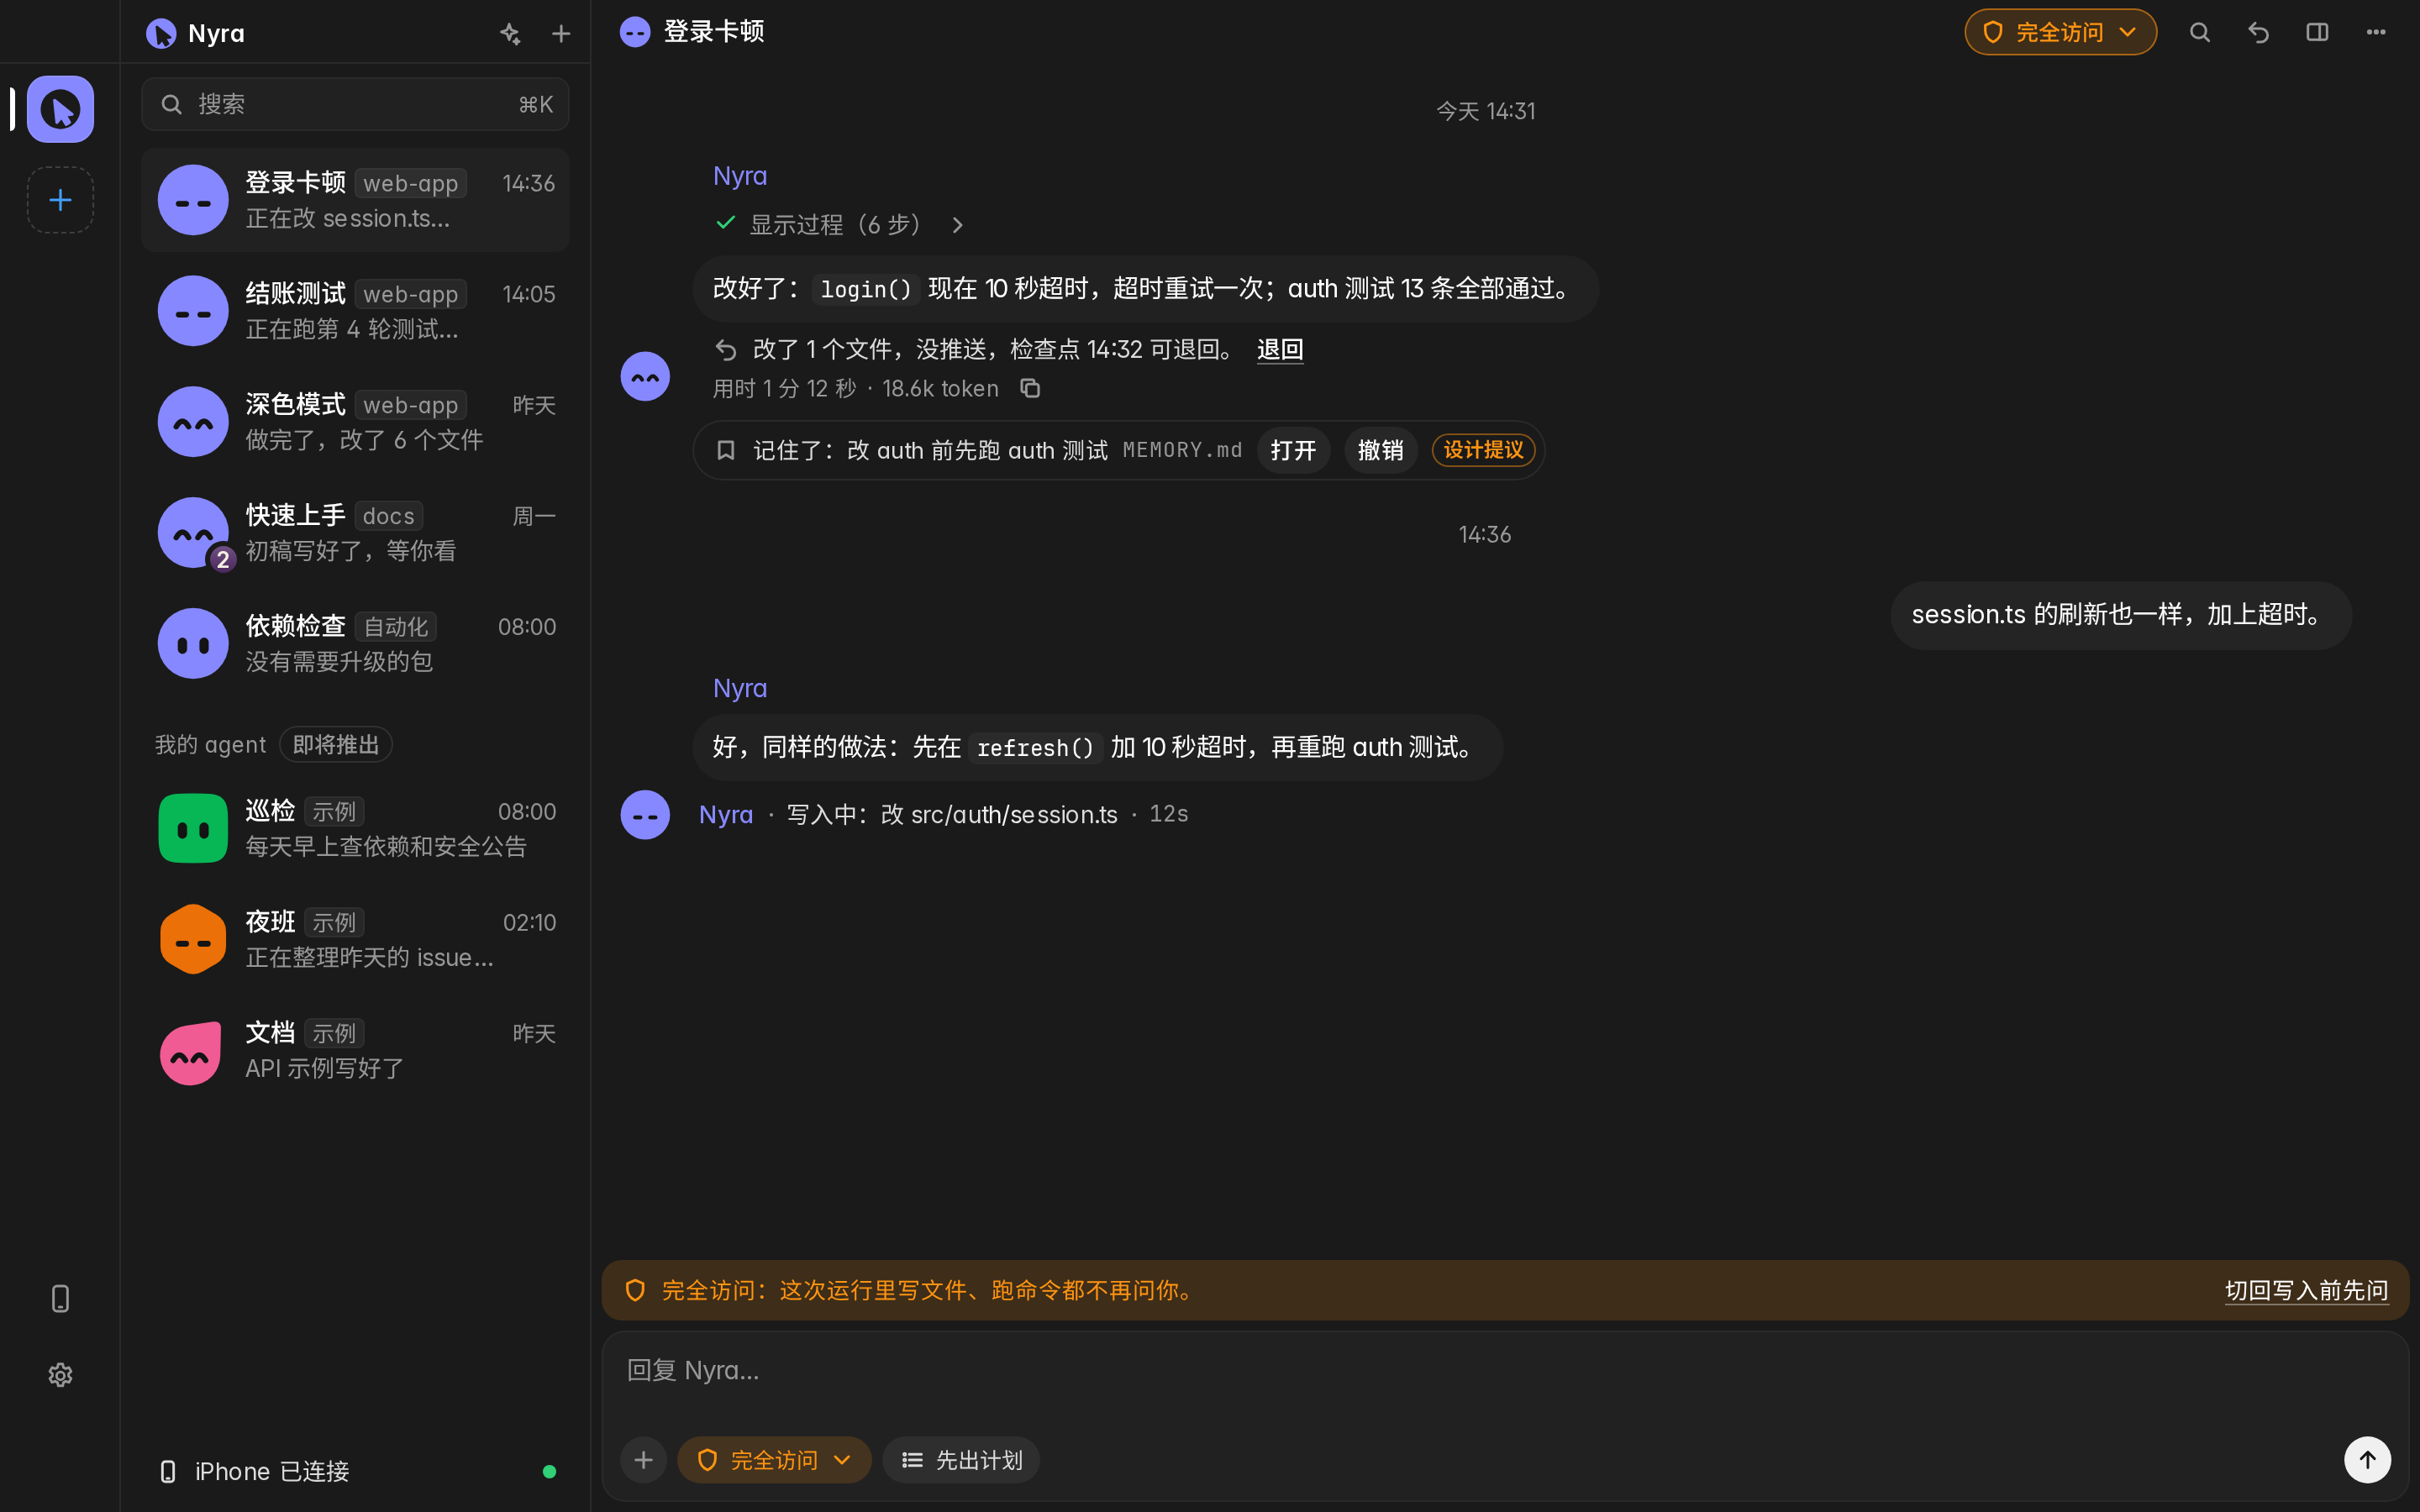 Nyra
搜索 ⌘K
登录卡顿 web-app 14:36
正在改 session.ts...
结账测试 web-app 14:05
正在跑第 4 轮测试...
深色模式 web-app 昨天
做完了，改了 6 个文件
快速上手 docs 周一
2 初稿写好了，等你看
依赖检查 自动化 08:00
没有需要升级的包
我的 agent 即将推出
巡检 示例 08:00
每天早上查依赖和安全公告
夜班 示例 02:10
正在整理昨天的 issue...
文档 示例 昨天
API 示例写好了
iPhone 已连接
登录卡顿 完全访问
今天 14:31
Nyra
显示过程（6 步）
改好了：login() 现在 10 秒超时，超时重试一次；auth 测试 13 条全部通过。
改了 1 个文件，没推送，检查点 14:32 可退回。 退回
用时 1 分 12 秒 · 18.6k token
记住了：改 auth 前先跑 auth 测试 MEMORY.md 打开 撤销 设计提议
14:36
session.ts 的刷新也一样，加上超时。
Nyra
好，同样的做法：先在 refresh() 加 10 秒超时，再重跑 auth 测试。
Nyra · 写入中：改 src/auth/session.ts · 12s
完全访问：这次运行里写文件、跑命令都不再问你。 切回写入前先问
回复 Nyra...
完全访问 先出计划